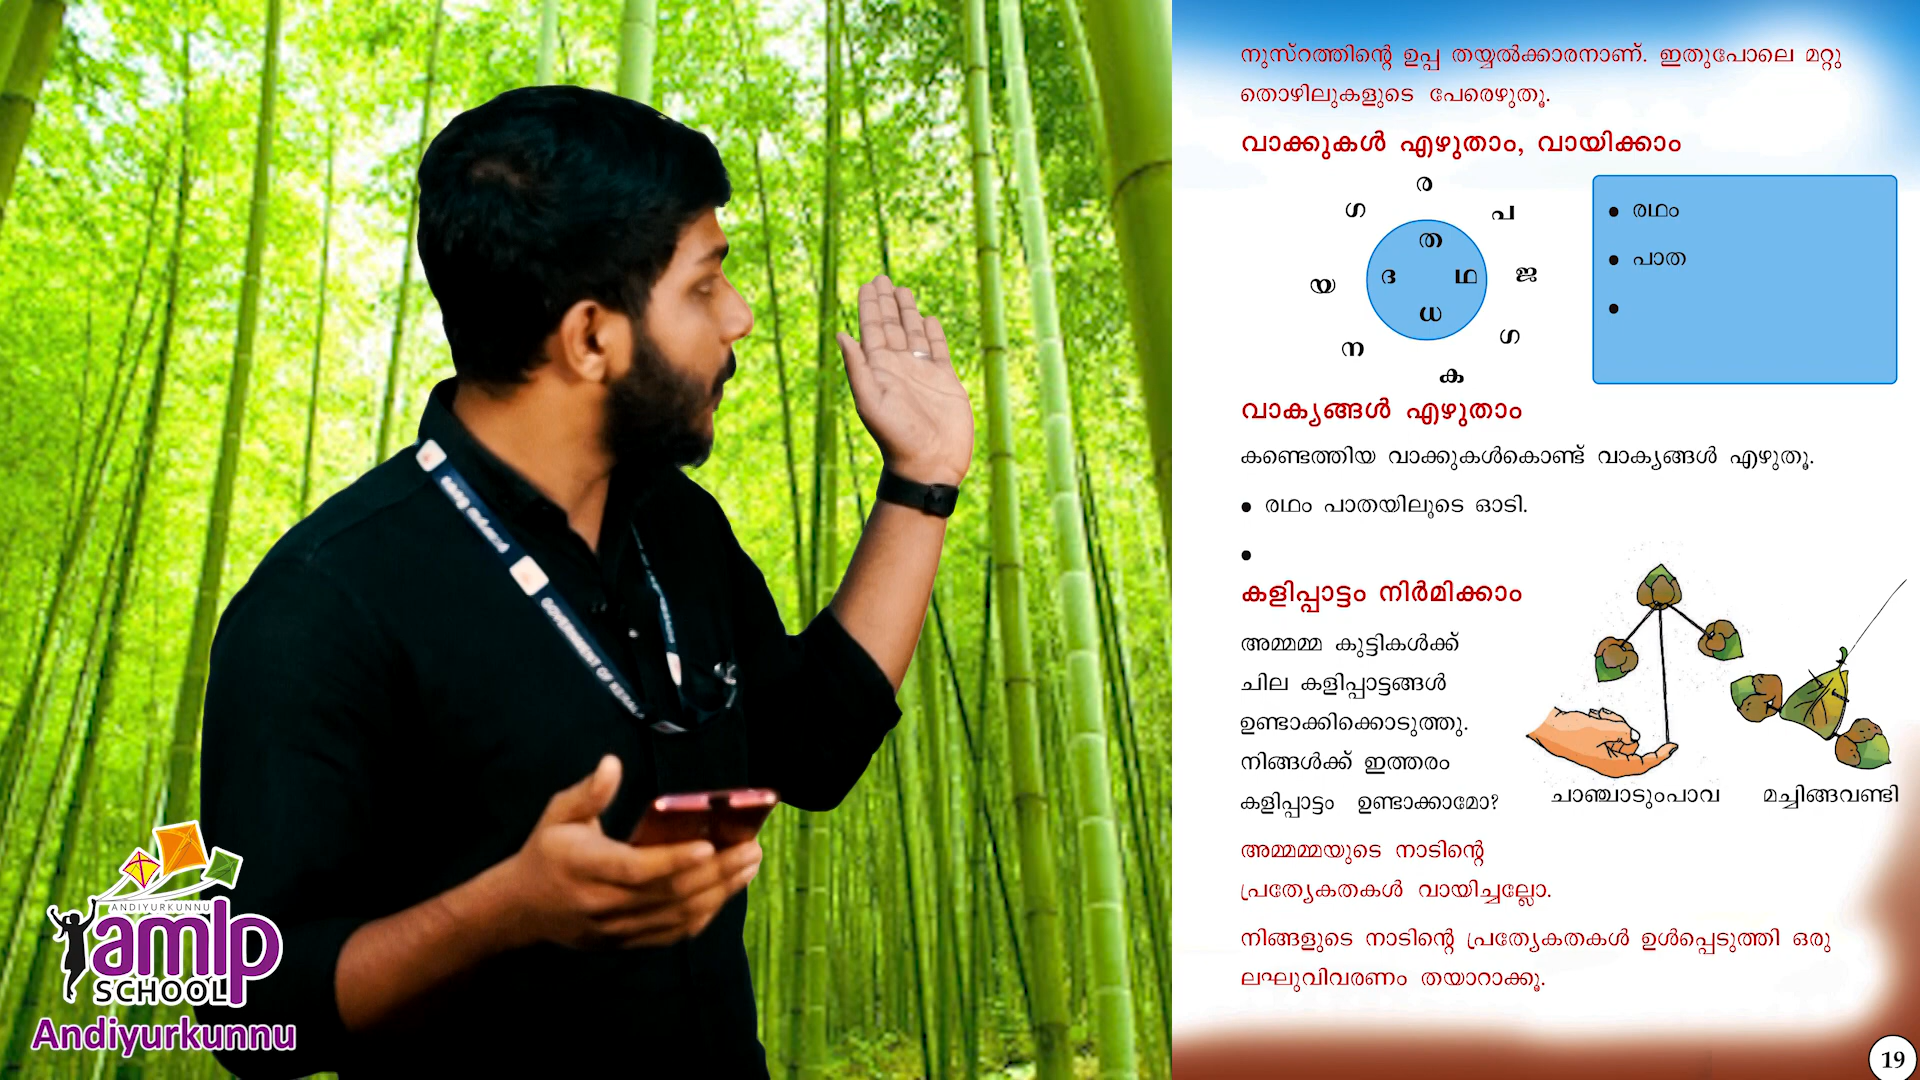 നുസ്റത്തിന്റെ ഉപ്പ തയ്യൽക്കാരനാണ്. ഇതുപോലെ മറ്റു
തൊഴിലുകളുടെ പേരെഴുതൂ.
വാക്കുകൾ എഴുതാം, വായിക്കാം
ര
ഗ
പ
ത
ദ
ഥ
ജ
യ
ധ
ഗ
ന
ക
• രഥം
• പാത
•
വാക്യങ്ങൾ എഴുതാം
കണ്ടെത്തിയ വാക്കുകൾകൊണ്ട് വാക്യങ്ങൾ എഴുതൂ.
• രഥം പാതയിലൂടെ ഓടി.
•
കളിപ്പാട്ടം നിർമിക്കാം
അമ്മമ്മ കുട്ടികൾക്ക്
ചില കളിപ്പാട്ടങ്ങൾ
ഉണ്ടാക്കിക്കൊടുത്തു.
നിങ്ങൾക്ക് ഇത്തരം
കളിപ്പാട്ടം ഉണ്ടാക്കാമോ?
ചാഞ്ചാടുംപാവ
മച്ചിങ്ങവണ്ടി
അമ്മമ്മയുടെ നാടിന്റെ
പ്രത്യേകതകൾ വായിച്ചല്ലോ.
നിങ്ങളുടെ നാടിന്റെ പ്രത്യേകതകൾ ഉൾപ്പെടുത്തി ഒരു
ലഘുവിവരണം തയാറാക്കൂ.
19
GOVERNMENT OF KERALA
ANDIYURKUNNU
amlp
SCHOOL
Andiyurkunnu